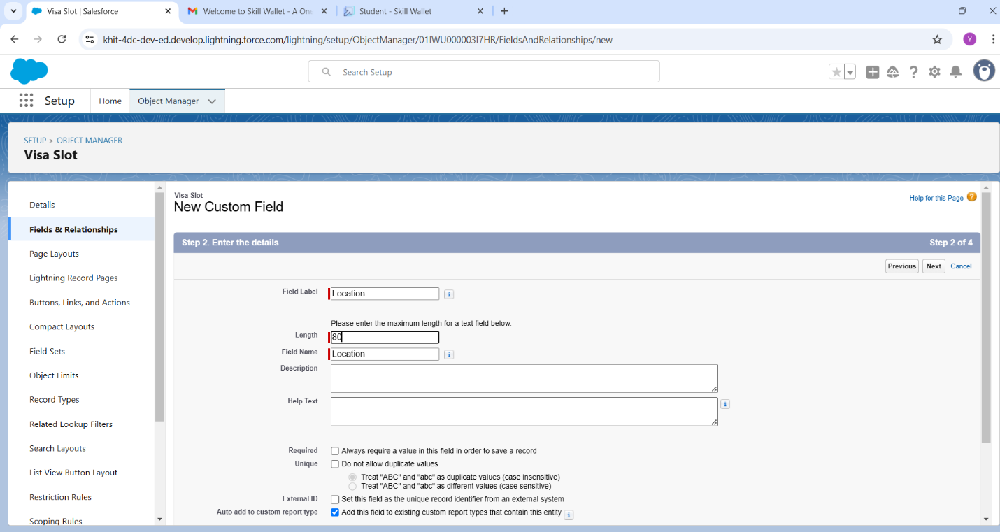 Visa Slot | Salesforce
Welcome to Skill Wallet - A One
Student - Skill Wallet
khit-4dc-dev-ed.develop.lightning.force.com/lightning/setup/ObjectManager/01IWU000003I7HR/FieldsAndRelationships/new
Y
Search Setup
Setup
Home
Object Manager
SETUP > OBJECT MANAGER
Visa Slot
Details
Fields & Relationships
Page Layouts
Lightning Record Pages
Buttons, Links, and Actions
Compact Layouts
Field Sets
Object Limits
Record Types
Related Lookup Filters
Search Layouts
List View Button Layout
Restriction Rules
Scoping Rules
Visa Slot
New Custom Field
Help for this Page ?
Step 2. Enter the details
Step 2 of 4
Previous Next Cancel
Field Label Location i
Please enter the maximum length for a text field below.
Length 80
Field Name Location i
Description
Help Text i
Required Always require a value in this field in order to save a record
Unique Do not allow duplicate values
Treat "ABC" and "abc" as duplicate values (case insensitive)
Treat "ABC" and "abc" as different values (case sensitive)
External ID Set this field as the unique record identifier from an external system
Auto add to custom report type Add this field to existing custom report types that contain this entity i